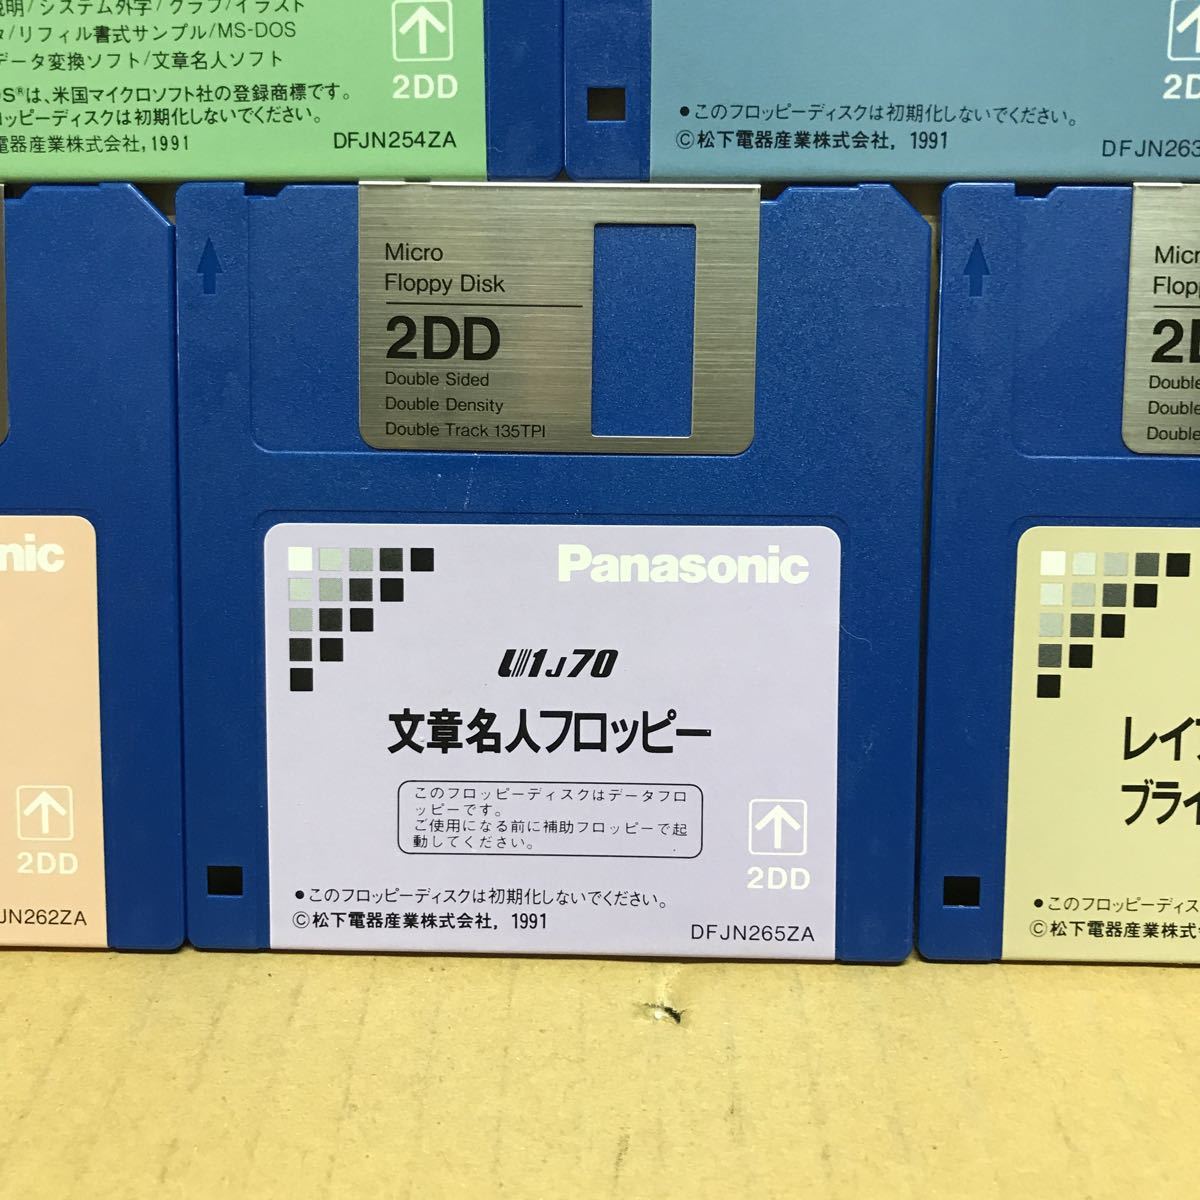 説明/システム外字/グラフ/イラスト
/リフィル書式サンプル/MS-DOS
データ変換ソフト/文章名人ソフト
OS®は、米国マイクロソフト社の登録商標です。
ロッピーディスクは初期化しないでください。
電器産業株式会社, 1991
DFJN254ZA
2DD
●このフロッピーディスクは初期化しないでください。
©松下電器産業株式会社, 1991
DFJN263
2D
Micro
Floppy Disk
2DD
Double Sided
Double Density
Double Track 135TPI
Micr
Flop
2D
Double
Double
Double
nic
2DD
JN262ZA
Panasonic
U1J70
文章名人フロッピー
このフロッピーディスクはデータフロ
ッピーです。
ご使用になる前に補助フロッピーで起
動してください。
2DD
●このフロッピーディスクは初期化しないでください。
©松下電器産業株式会社, 1991
DFJN265ZA
レイア
ブライ
●このフロッピーディス
©松下電器産業株式